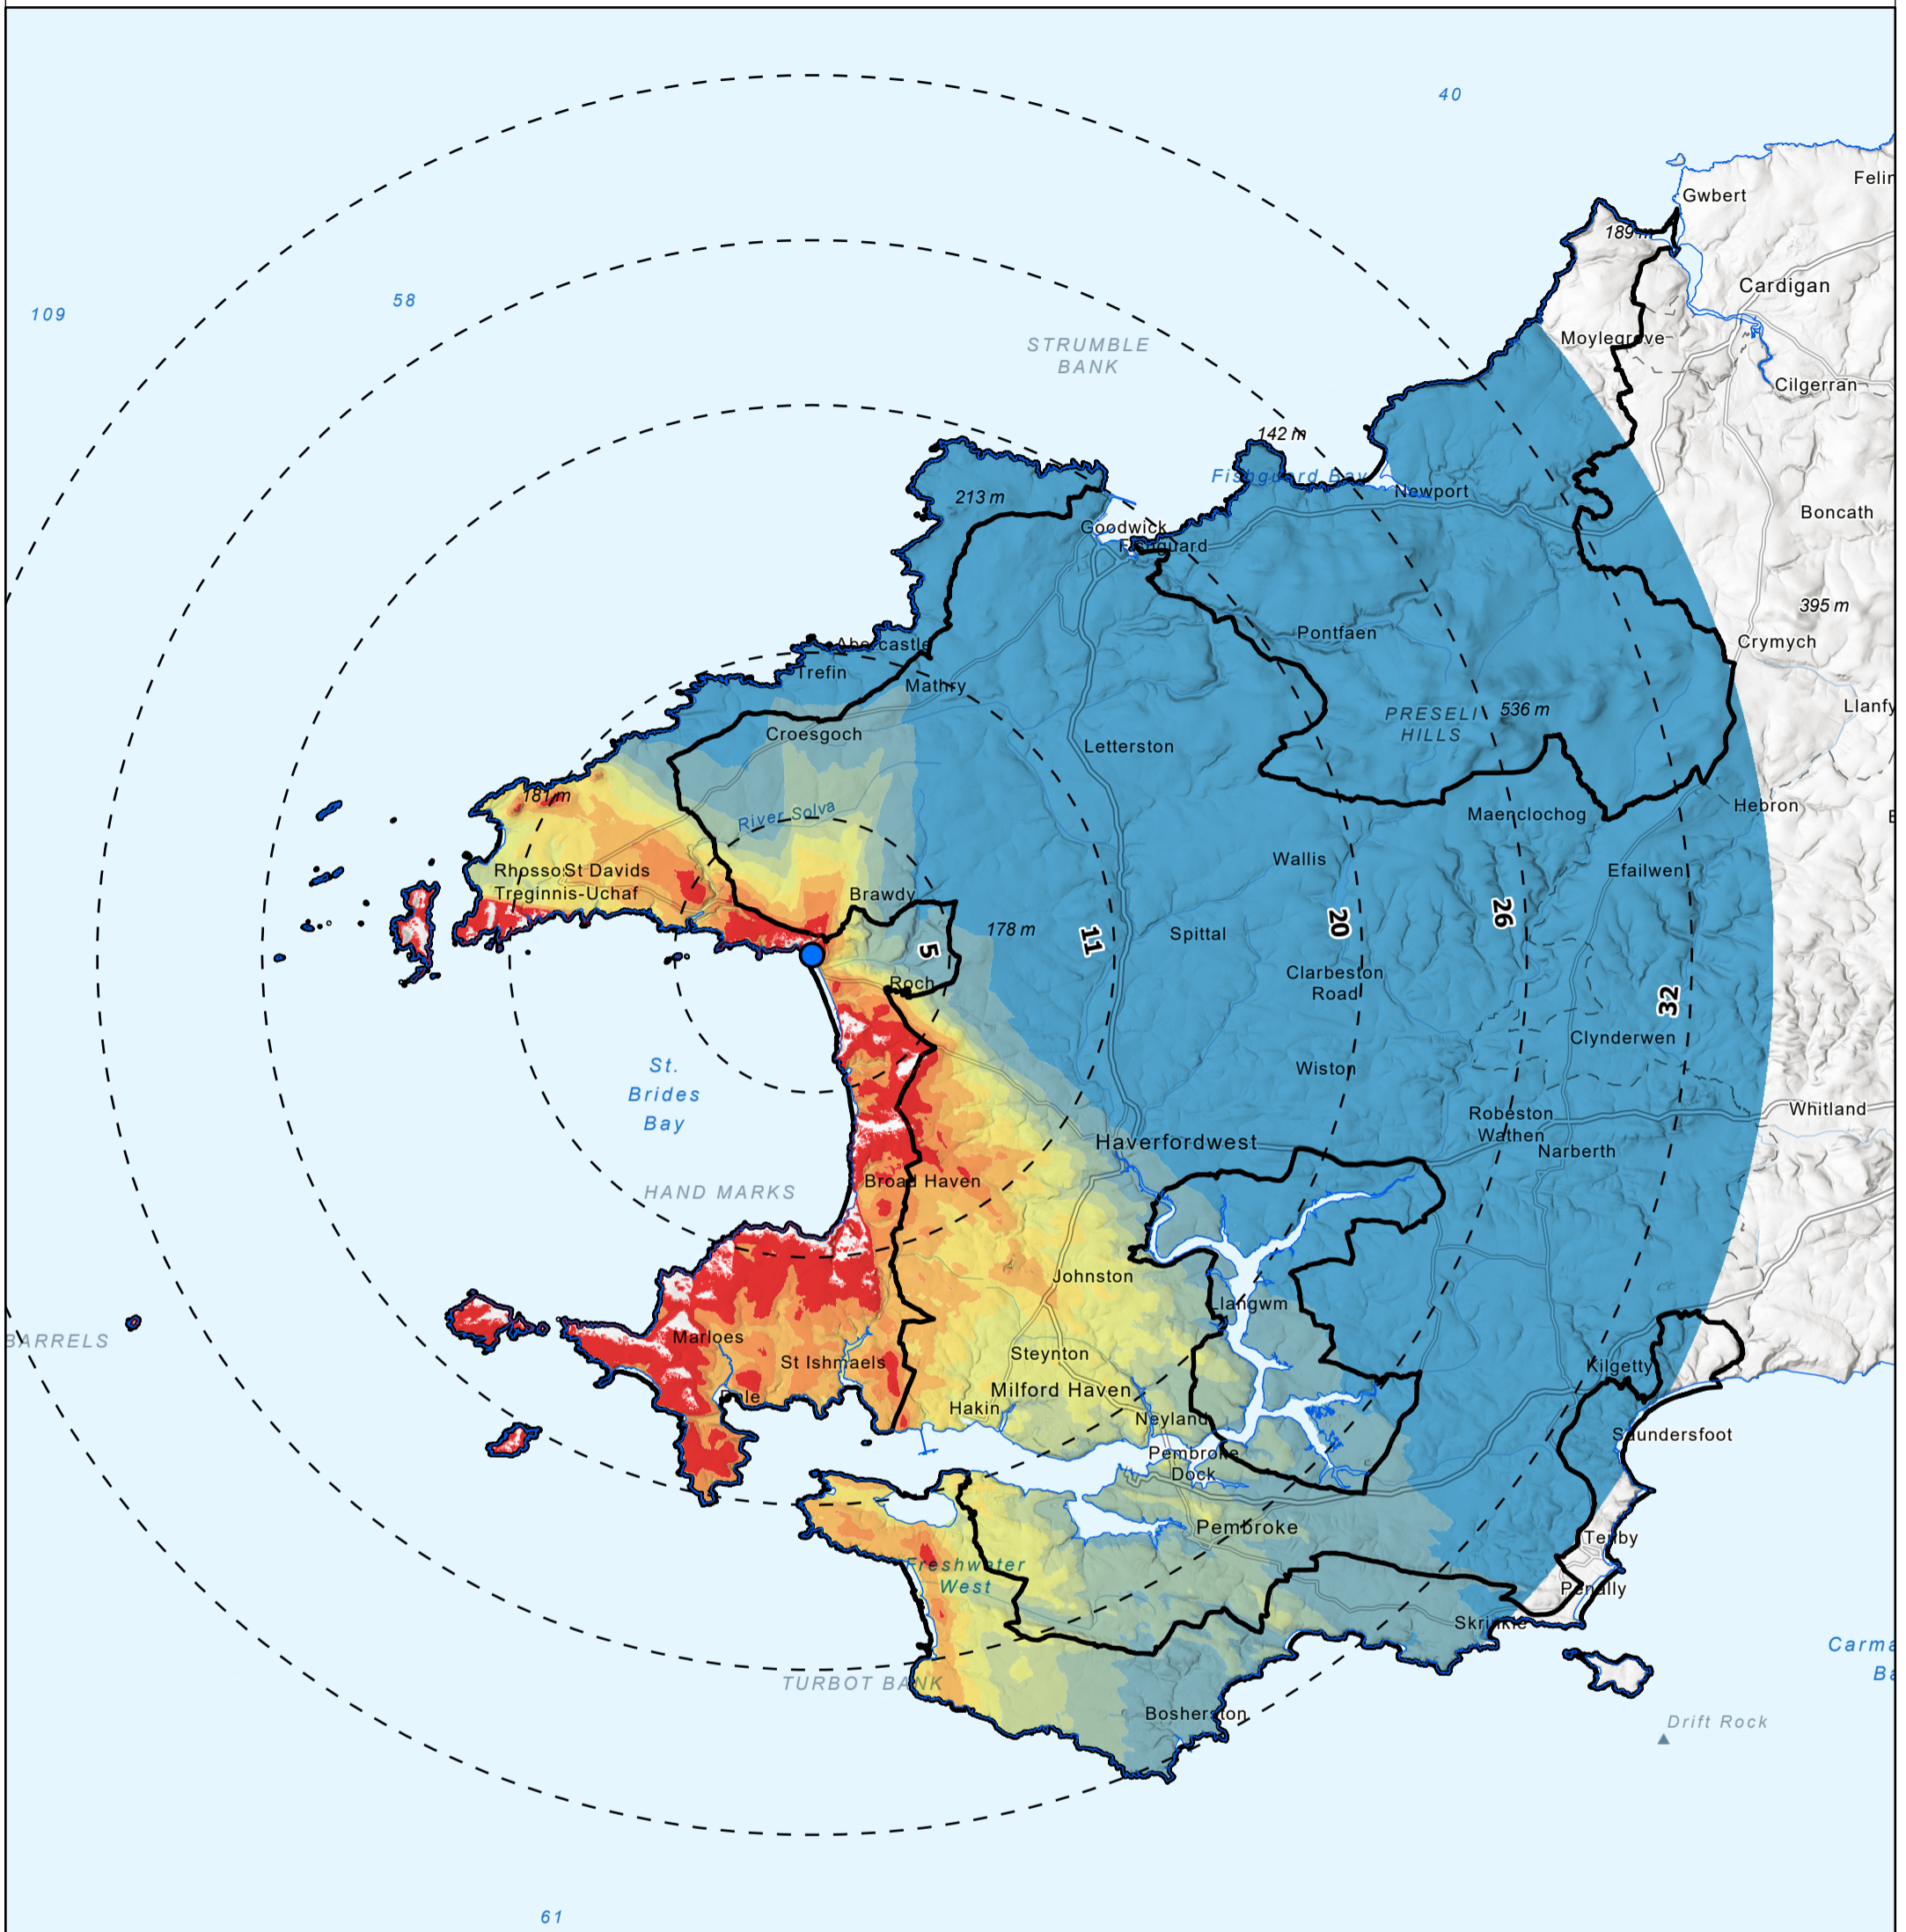 40
Gwbert
Felin
189 m
Cardigan
58
109
STRUMBLE
BANK
Moylegrove
Cilgerran
142 m
Fishguard Bay
Newport
213 m
Boncath
Goodwick
Fishguard
395 m
Pontfaen
Crymych
Abercastle
Trefin
Mathry
Llanfy
536 m
PRESELI
HILLS
Croesgoch
Letterston
181 m
Hebron
River Solva
Maenclochog
Wallis
Rhosso
St Davids
Efailwen
Treginnis-Uchaf
Brawdy
178 m
Spittal
5
11
20
26
Clarbeston
Road
Roch
32
Clynderwen
St.
Brides
Bay
Wiston
Whitland
Robeston
Wathen
Haverfordwest
Narberth
Broad Haven
HAND MARKS
Johnston
Llangwm
BARRELS
Marloes
Steynton
St Ishmaels
Kilgetty
Dale
Milford Haven
Hakin
Neyland
Saundersfoot
Pembroke
Dock
Pembroke
Tenby
Freshwater
West
Penally
Skrinkle
Carma
Ba
TURBOT BANK
Bosherston
Drift Rock
61